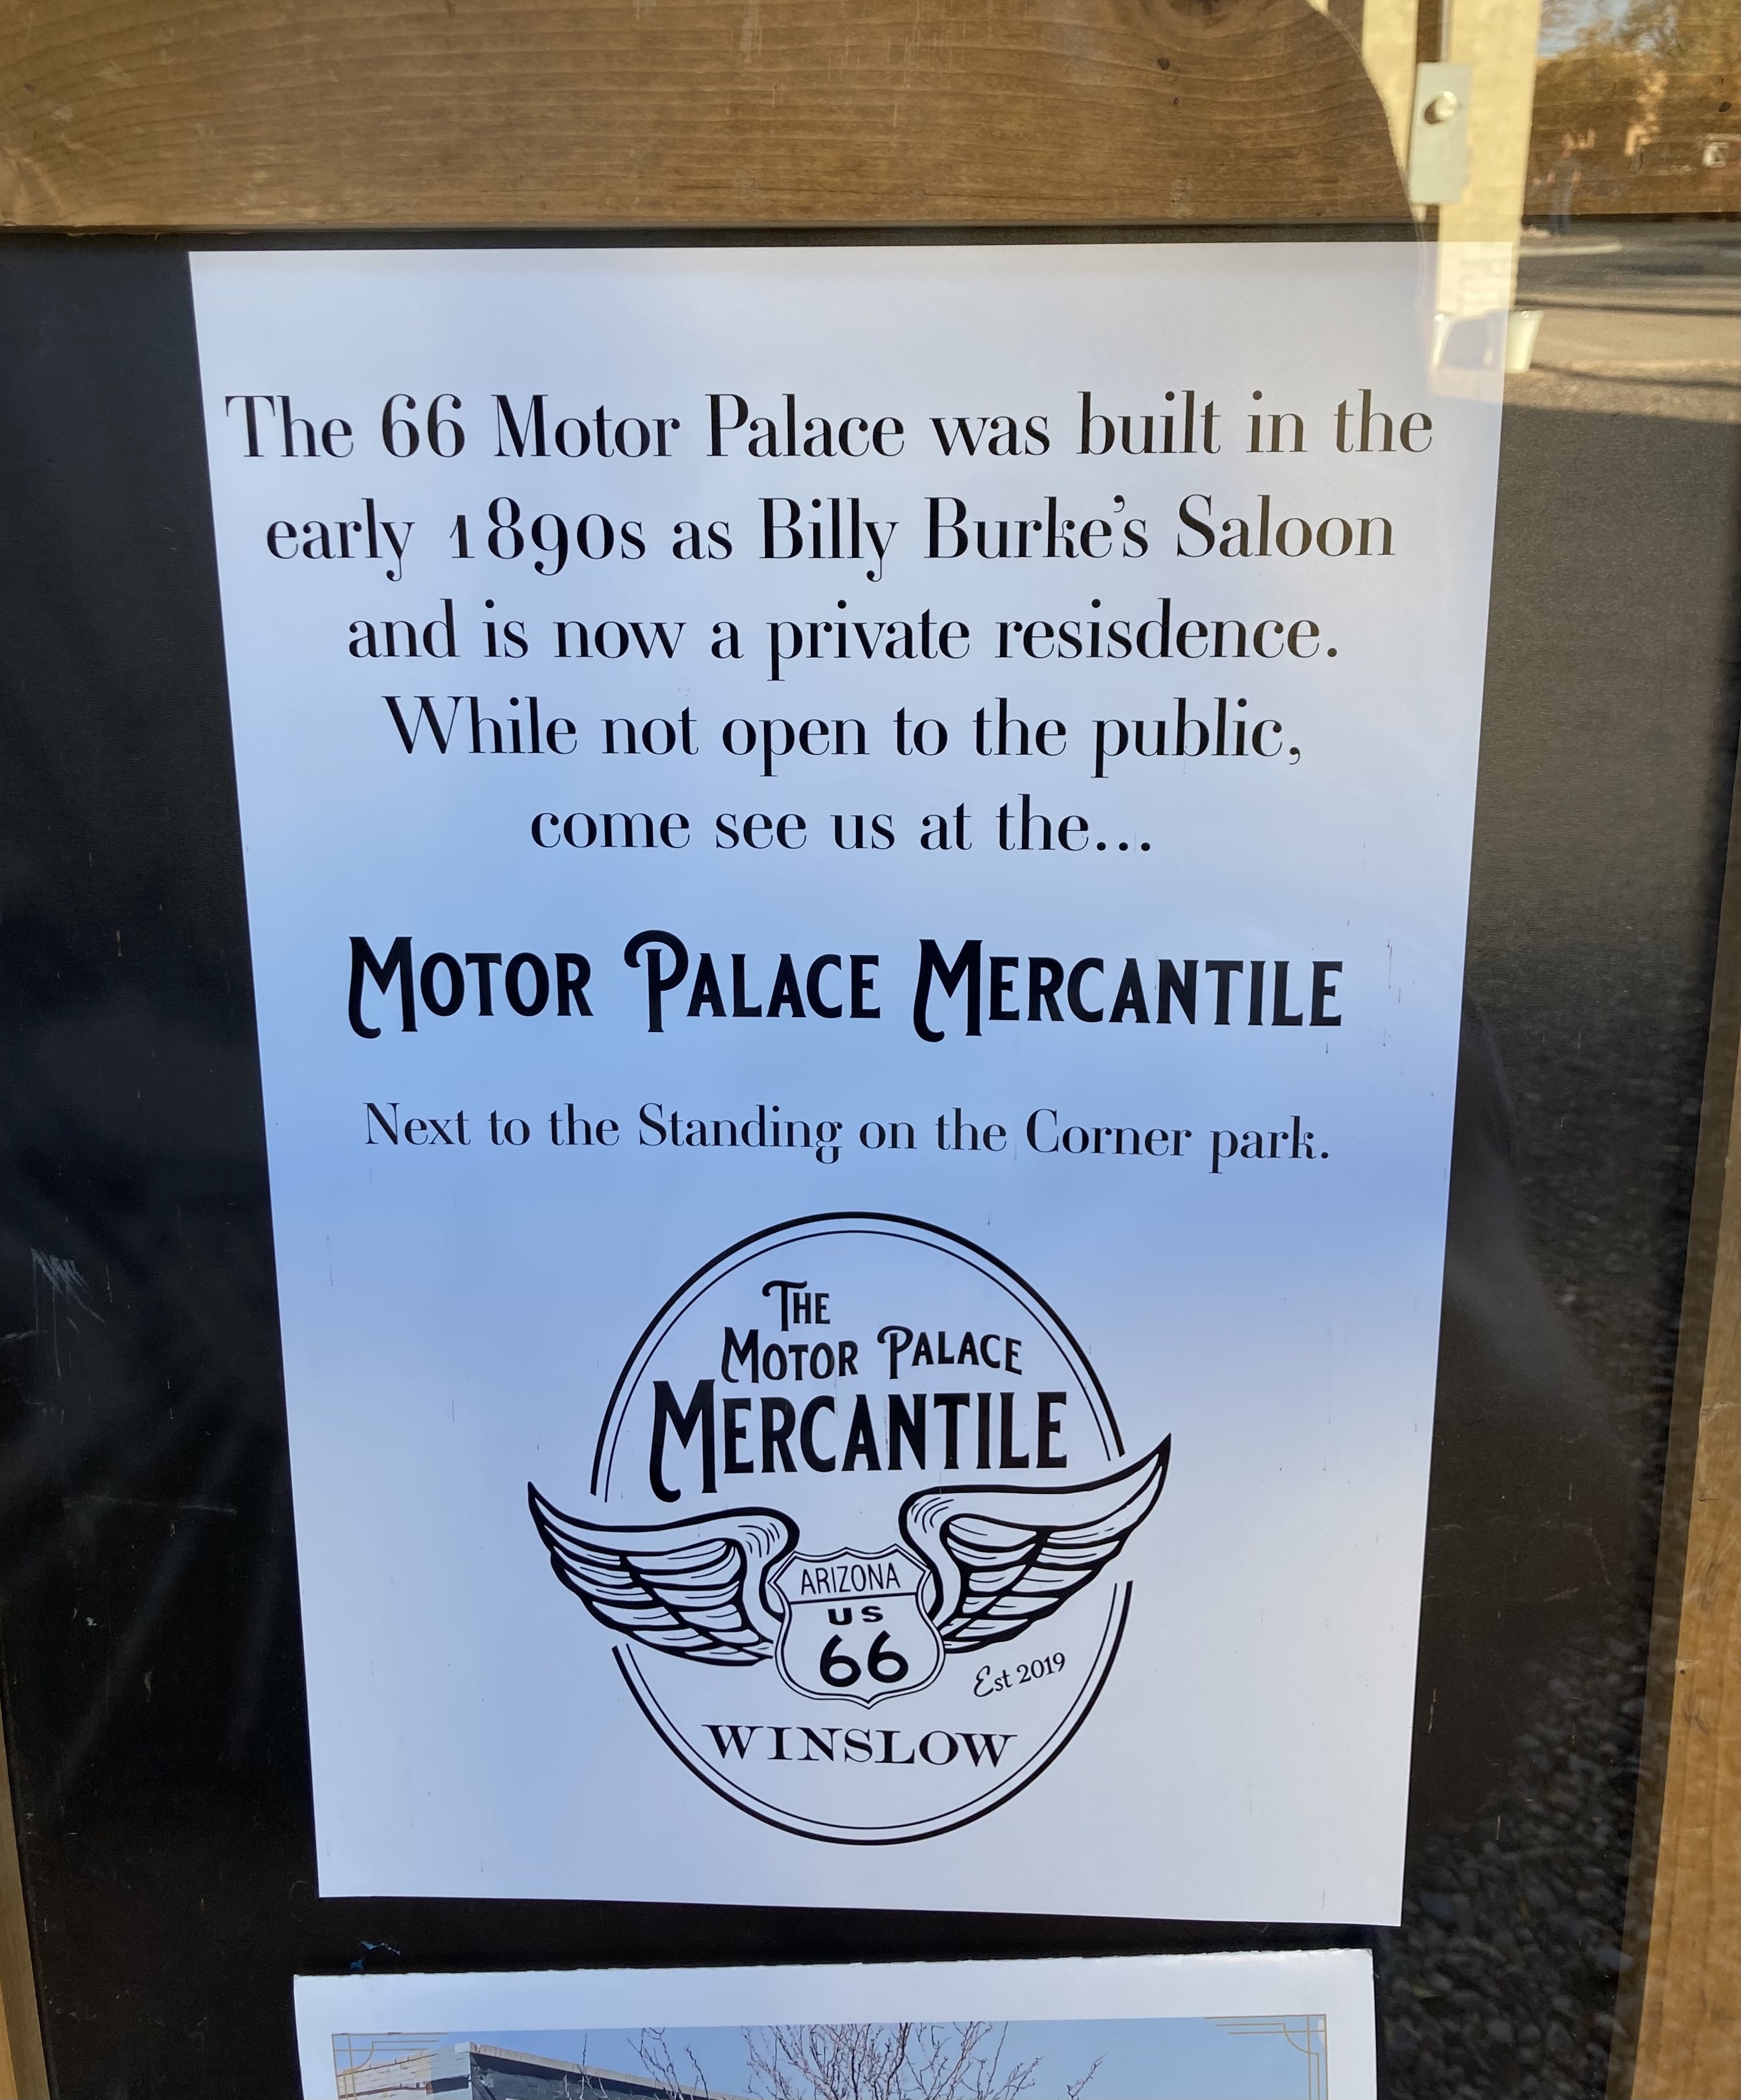 The 66 Motor Palace was built in the
early 1890s as Billy Burke's Saloon
and is now a private resisdence.
While not open to the public,
come see us at the...
MOTOR PALACE MERCANTILE
Next to the Standing on the Corner park.
THE
MOTOR PALACE
MERCANTILE
ARIZONA
US
66
Est 2019
WINSLOW